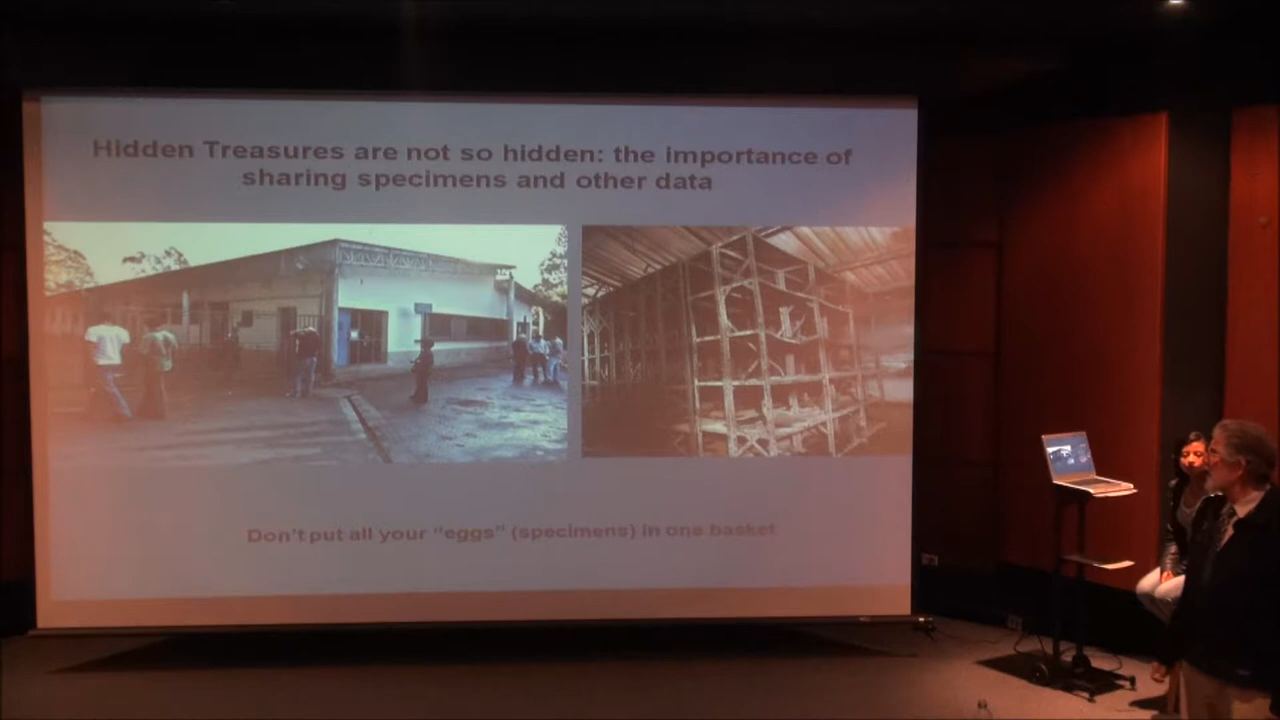 Hidden Treasures are not so hidden: the importance of
sharing specimens and other data
Don't put all your "eggs" (specimens) in one basket